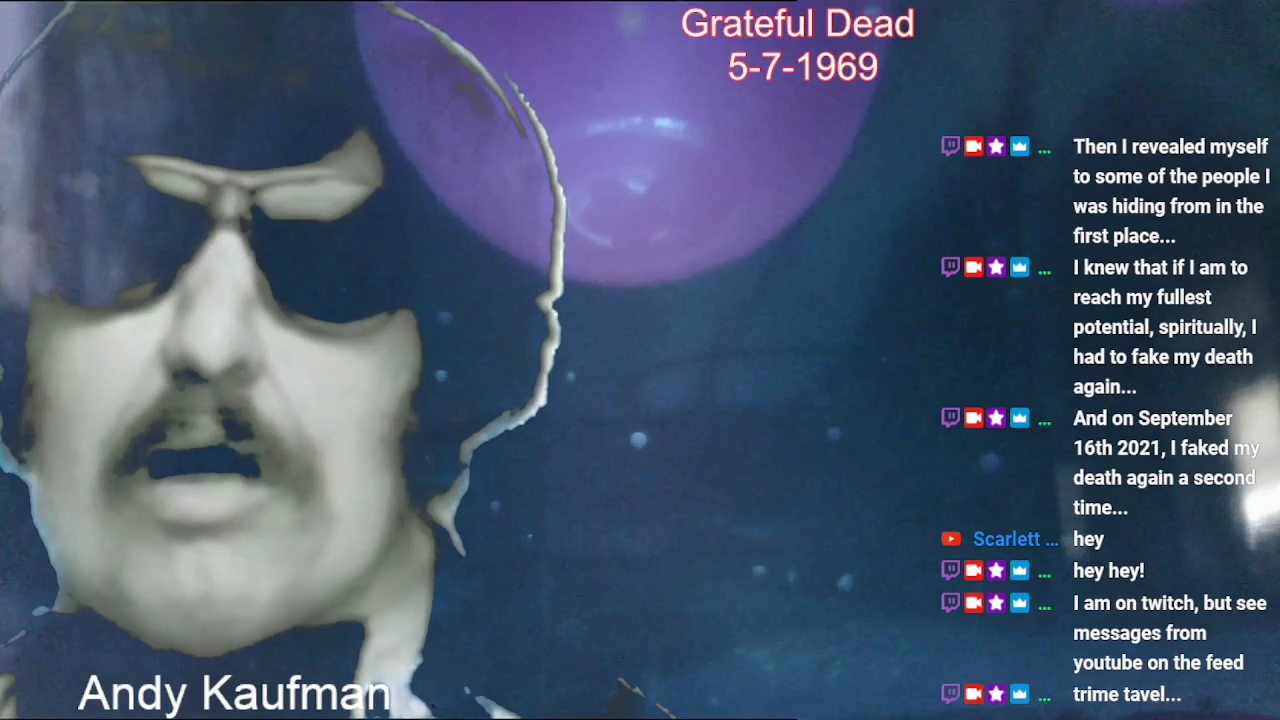 Grateful Dead
5-7-1969
... Then I revealed myself
to some of the people I
was hiding from in the
first place...
... I knew that if I am to
reach my fullest
potential, spiritually, I
had to fake my death
again...
... And on September
16th 2021, I faked my
death again a second
time...
Scarlett ... hey
... hey hey!
... I am on twitch, but see
messages from
youtube on the feed
... trime tavel...
Andy Kaufman